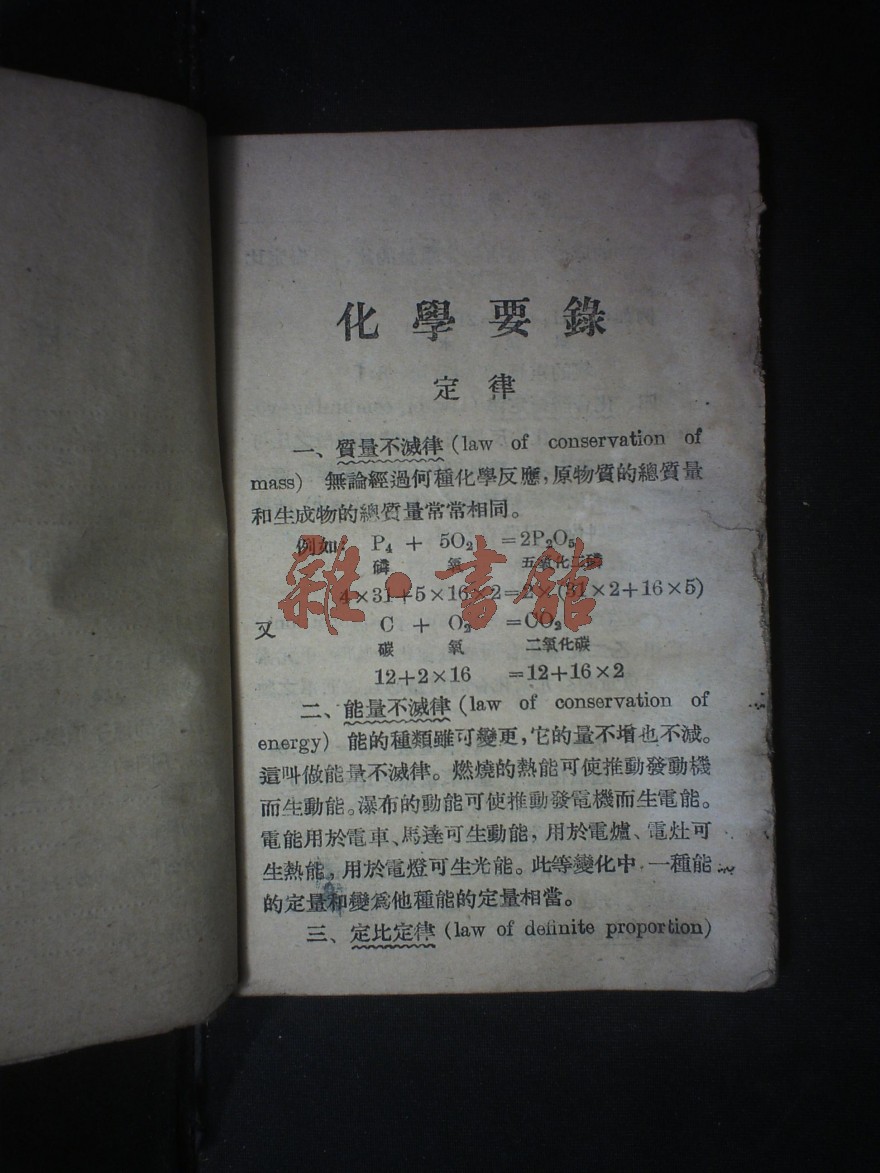 化學要錄
定律
一、質量不滅律 (law of conservation of
mass) 無論經過何種化學反應，原物質的總質量
和生成物的總質量常常相同。
例如： P₄ + 5O₂ =2P₂O₅
磷 氧 五氧化二磷
4×31+5×16×2=2×(31×2+16×5)
又 C + O₂ =CO₂
碳 氧 二氧化碳
12+2×16 =12+16×2
二、能量不滅律 (law of conservation of
energy) 能的種類雖可變更，它的量不增也不減。
這叫做能量不滅律。燃燒的熱能可使推動發動機
而生動能。瀑布的動能可使推動發電機而生電能。
電能用於電車、馬達可生動能，用於電爐、電灶可
生熱能，用於電燈可生光能。此等變化中，一種能
的定量和變爲他種能的定量相當。
三、定比定律 (law of definite proportion)
雜·書館